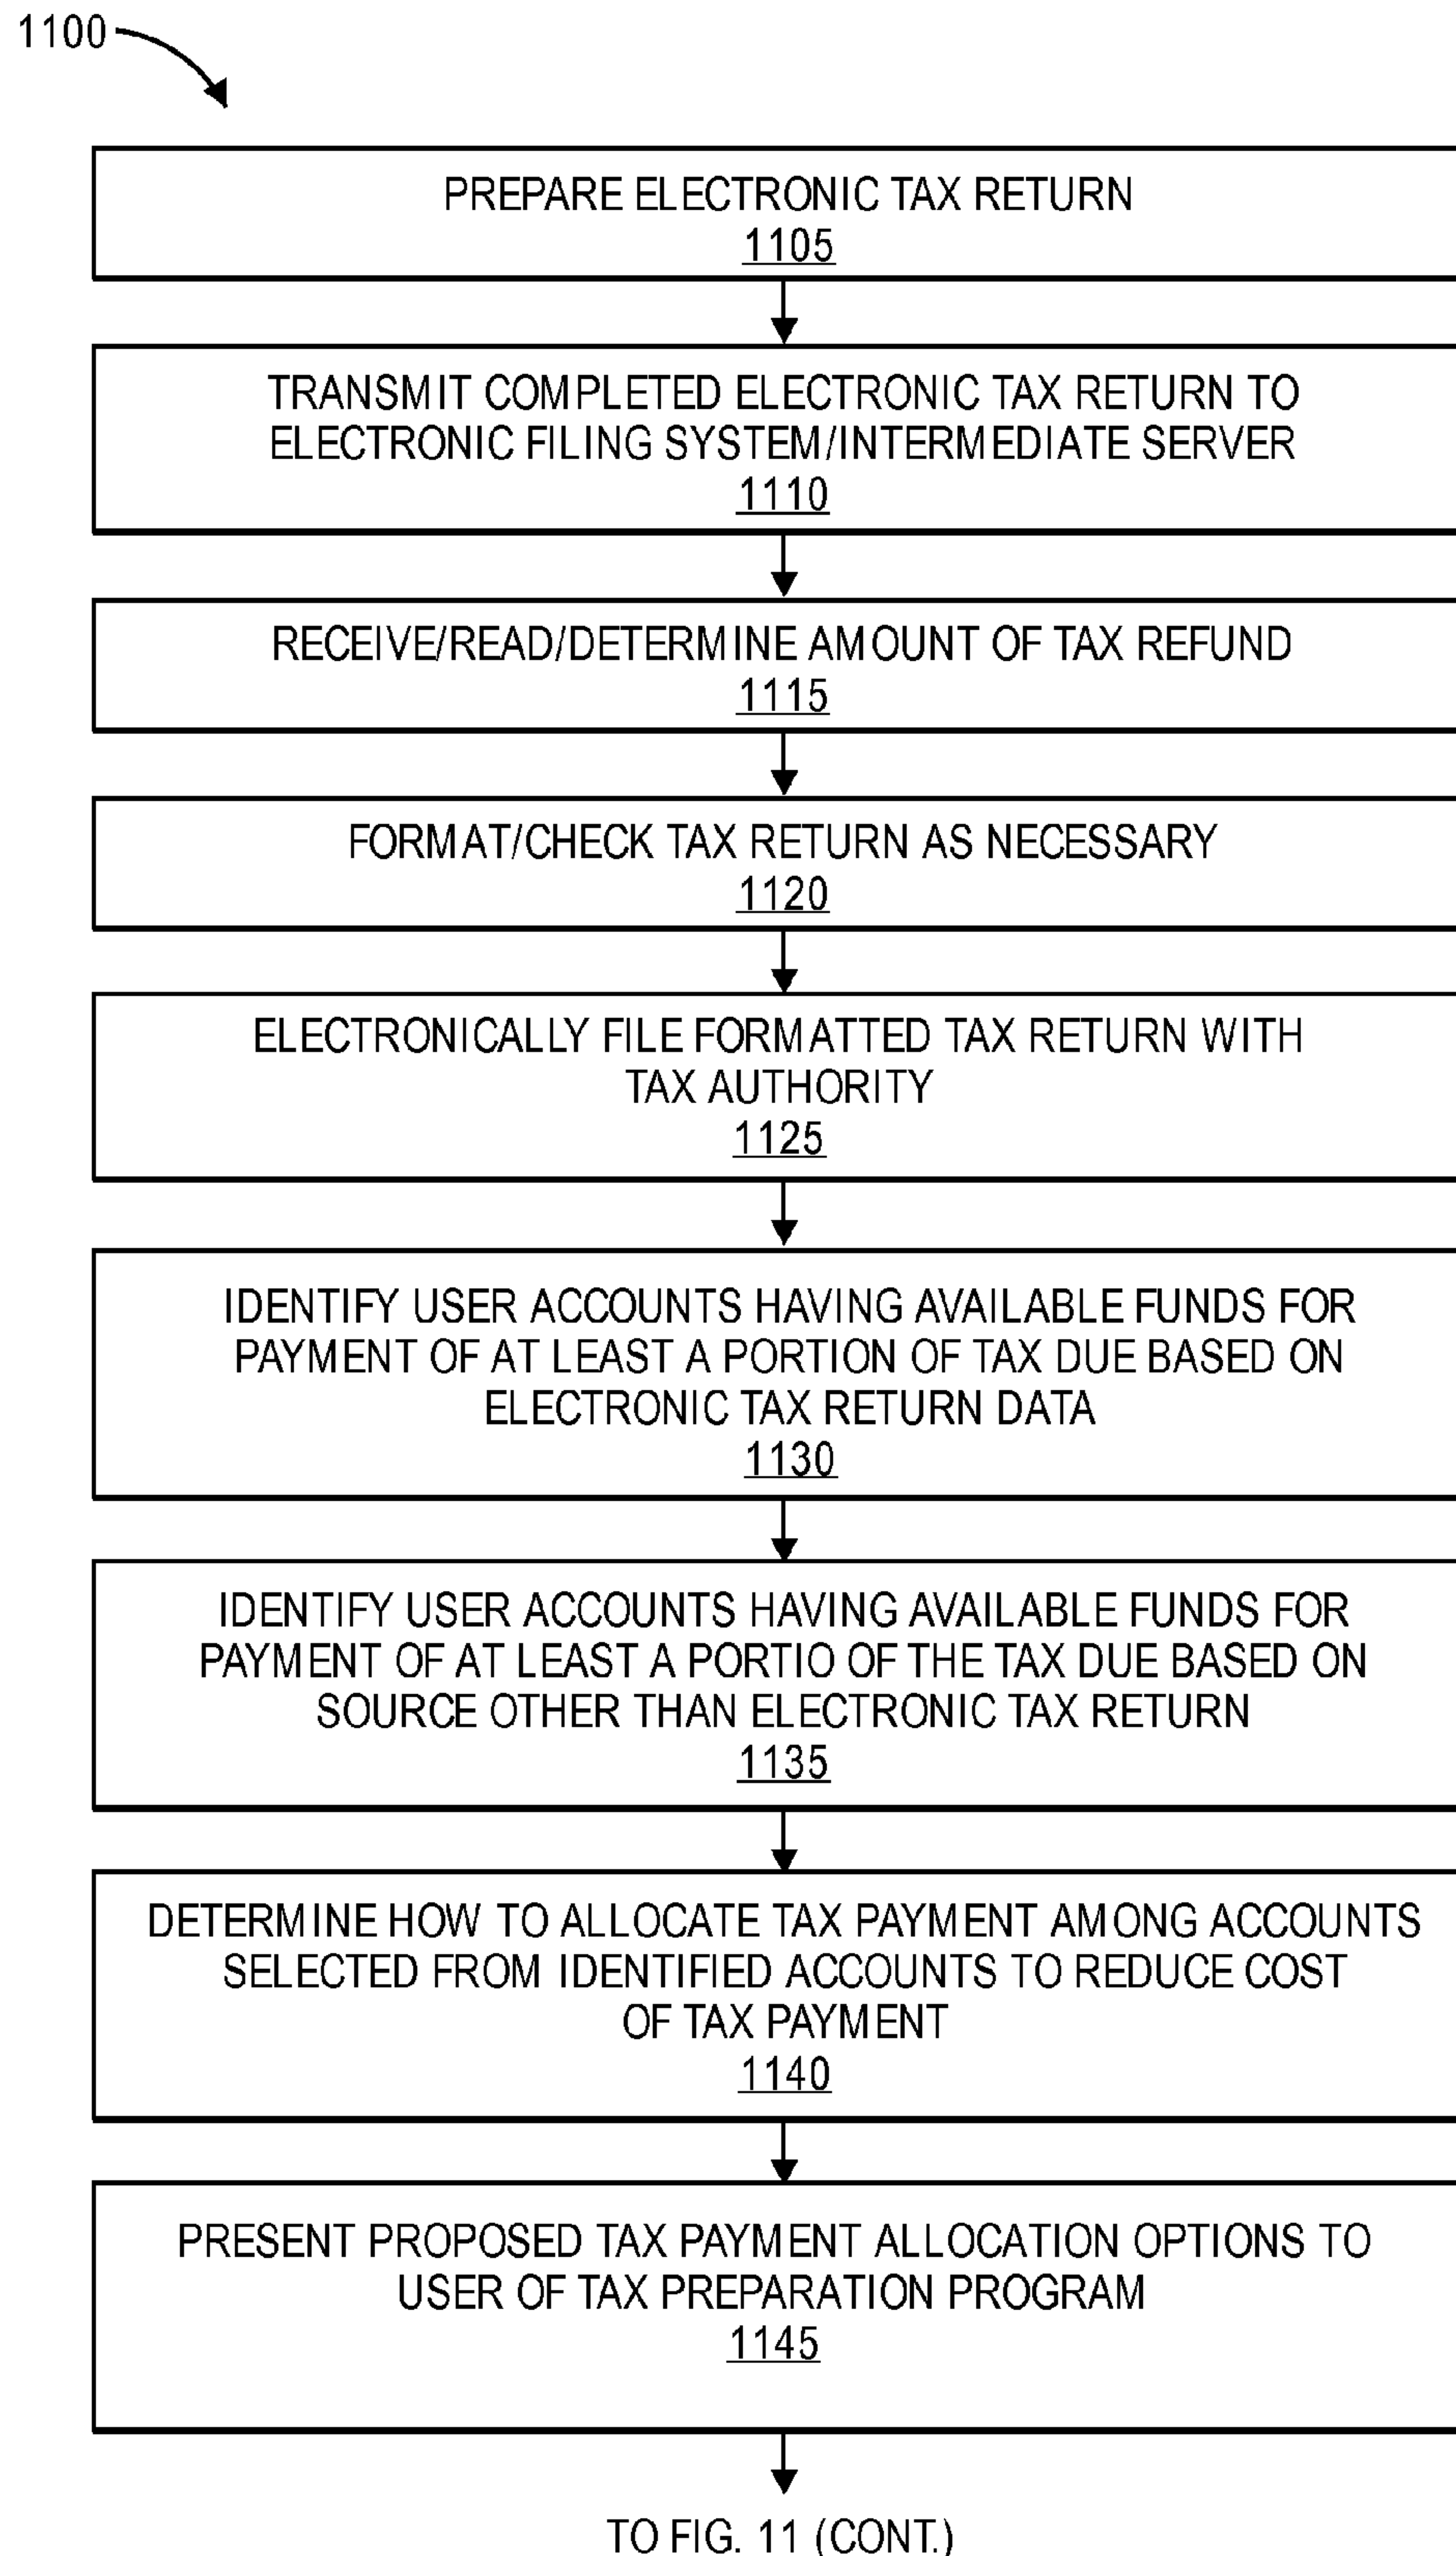 1100
PREPARE ELECTRONIC TAX RETURN
1105
TRANSMIT COMPLETED ELECTRONIC TAX RETURN TO
ELECTRONIC FILING SYSTEM/INTERMEDIATE SERVER
1110
RECEIVE/READ/DETERMINE AMOUNT OF TAX REFUND
1115
FORMAT/CHECK TAX RETURN AS NECESSARY
1120
ELECTRONICALLY FILE FORMATTED TAX RETURN WITH
TAX AUTHORITY
1125
IDENTIFY USER ACCOUNTS HAVING AVAILABLE FUNDS FOR
PAYMENT OF AT LEAST A PORTION OF TAX DUE BASED ON
ELECTRONIC TAX RETURN DATA
1130
IDENTIFY USER ACCOUNTS HAVING AVAILABLE FUNDS FOR
PAYMENT OF AT LEAST A PORTIO OF THE TAX DUE BASED ON
SOURCE OTHER THAN ELECTRONIC TAX RETURN
1135
DETERMINE HOW TO ALLOCATE TAX PAYMENT AMONG ACCOUNTS
SELECTED FROM IDENTIFIED ACCOUNTS TO REDUCE COST
OF TAX PAYMENT
1140
PRESENT PROPOSED TAX PAYMENT ALLOCATION OPTIONS TO
USER OF TAX PREPARATION PROGRAM
1145
TO FIG. 11 (CONT.)